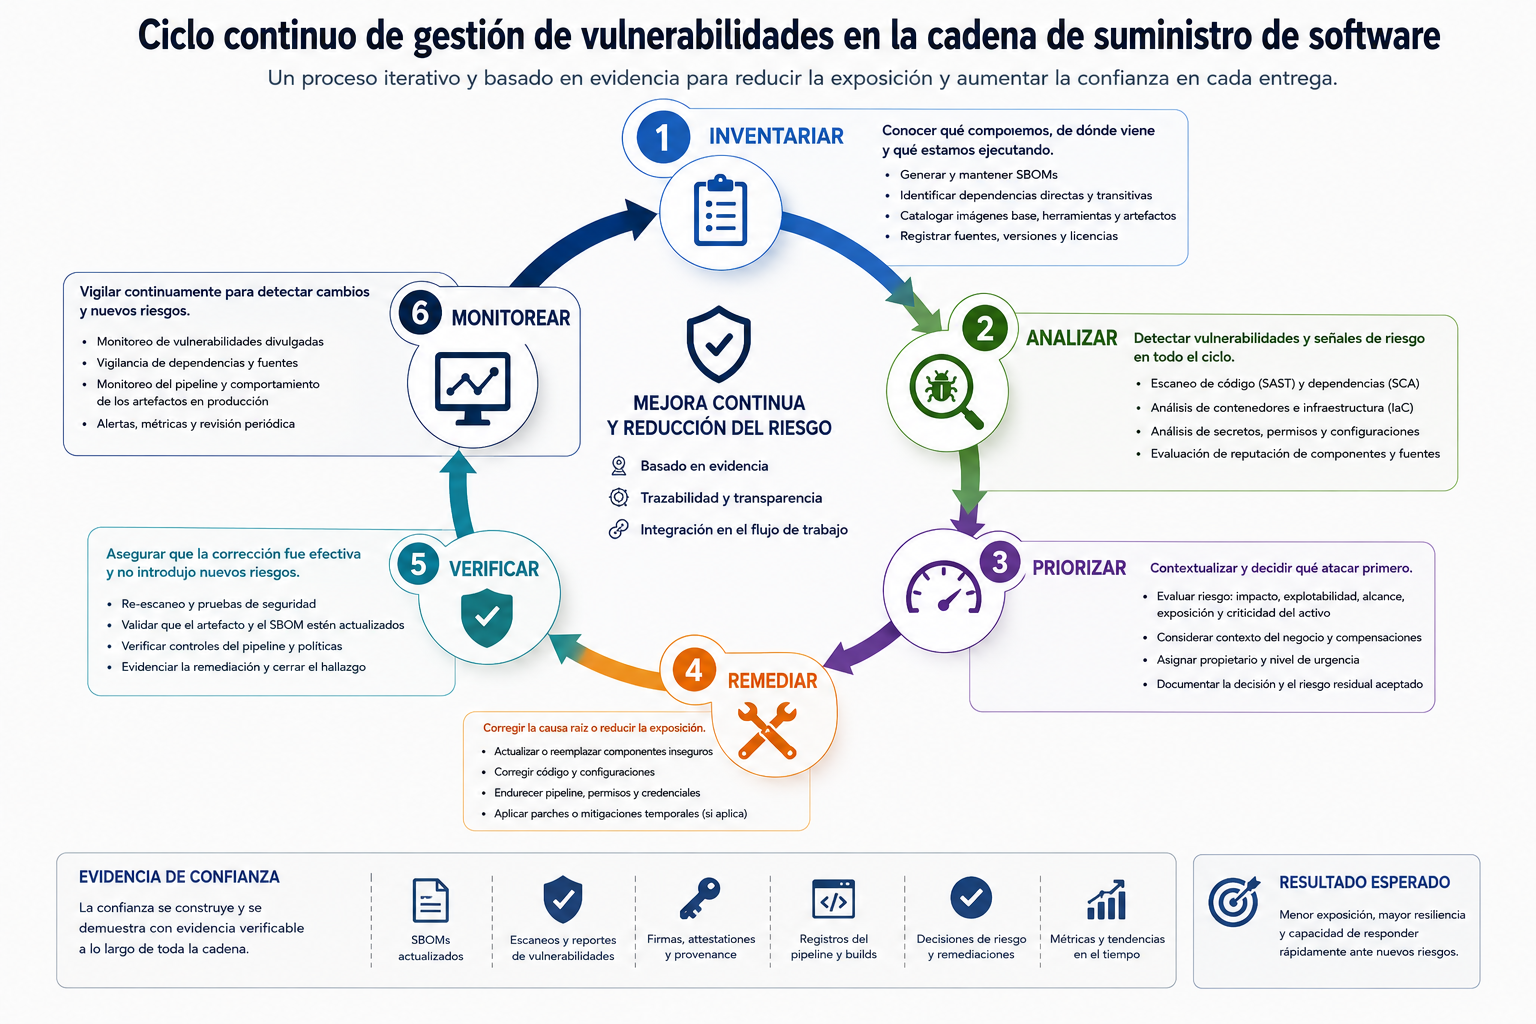 Ciclo continuo de gestión de vulnerabilidades en la cadena de suministro de software
Un proceso iterativo y basado en evidencia para reducir la exposición y aumentar la confianza en cada entrega.
1
INVENTARIAR
Conocer qué compoıemos, de dónde viene
y qué estamos ejecutando.
• Generar y mantener SBOMs
• Identificar dependencias directas y transitivas
• Catalogar imágenes base, herramientas y artefactos
• Registrar fuentes, versiones y licencias
2
ANALIZAR
Detectar vulnerabilidades y señales de riesgo
en todo el ciclo.
• Escaneo de código (SAST) y dependencias (SCA)
• Análisis de contenedores e infraestructura (IaC)
• Análisis de secretos, permisos y configuraciones
• Evaluación de reputación de componentes y fuentes
3
PRIORIZAR
Contextualizar y decidir qué atacar primero.
• Evaluar riesgo: impacto, explotabilidad, alcance,
exposición y criticidad del activo
• Considerar contexto del negocio y compensaciones
• Asignar propietario y nivel de urgencia
• Documentar la decisión y el riesgo residual aceptado
4
REMEDIAR
Corregir la causa raíz o reducir la exposición.
• Actualizar o reemplazar componentes inseguros
• Corregir código y configuraciones
• Endurecer pipeline, permisos y credenciales
• Aplicar parches o mitigaciones temporales (si aplica)
5
VERIFICAR
Asegurar que la corrección fue efectiva
y no introdujo nuevos riesgos.
• Re-escaneo y pruebas de seguridad
• Validar que el artefacto y el SBOM estén actualizados
• Verificar controles del pipeline y políticas
• Evidenciar la remediación y cerrar el hallazgo
6
MONITOREAR
Vigilar continuamente para detectar cambios
y nuevos riesgos.
• Monitoreo de vulnerabilidades divulgadas
• Vigilancia de dependencias y fuentes
• Monitoreo del pipeline y comportamiento
de los artefactos en producción
• Alertas, métricas y revisión periódica
MEJORA CONTINUA
Y REDUCCIÓN DEL RIESGO
Basado en evidencia
Trazabilidad y transparencia
Integración en el flujo de trabajo
EVIDENCIA DE CONFIANZA
La confianza se construye y se
demuestra con evidencia verificable
a lo largo de toda la cadena.
SBOMs
actualizados
Escaneos y reportes
de vulnerabilidades
Firmas, attestationes
y provenance
Registros del
pipeline y builds
Decisiones de riesgo
y remediaciones
Métricas y tendencias
en el tiempo
RESULTADO ESPERADO
Menor exposición, mayor resiliencia
y capacidad de responder
rápidamente ante nuevos riesgos.